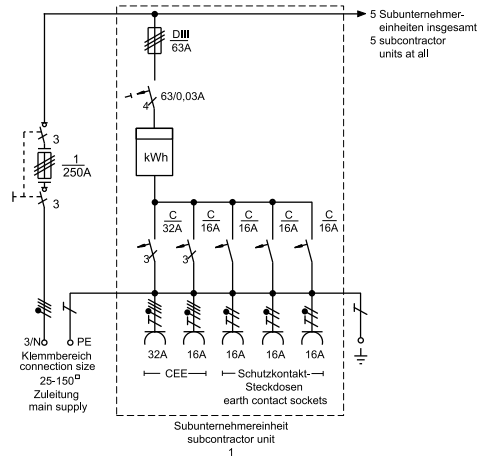 5 Subunternehmer-
einheiten insgesamt
5 subcontractor
units at all
DIII
63A
63/0,03A
4
3
1
250A
3
kWh
C
32A
C
16A
C
16A
C
16A
C
16A
3
3
3/N
PE
32A
16A
16A
16A
16A
Klemmbereich
connection size
25-150□
Zuleitung
main supply
CEE
Schutzkontakt-
Steckdosen
earth contact sockets
Subunternehmereinheit
subcontractor unit
1